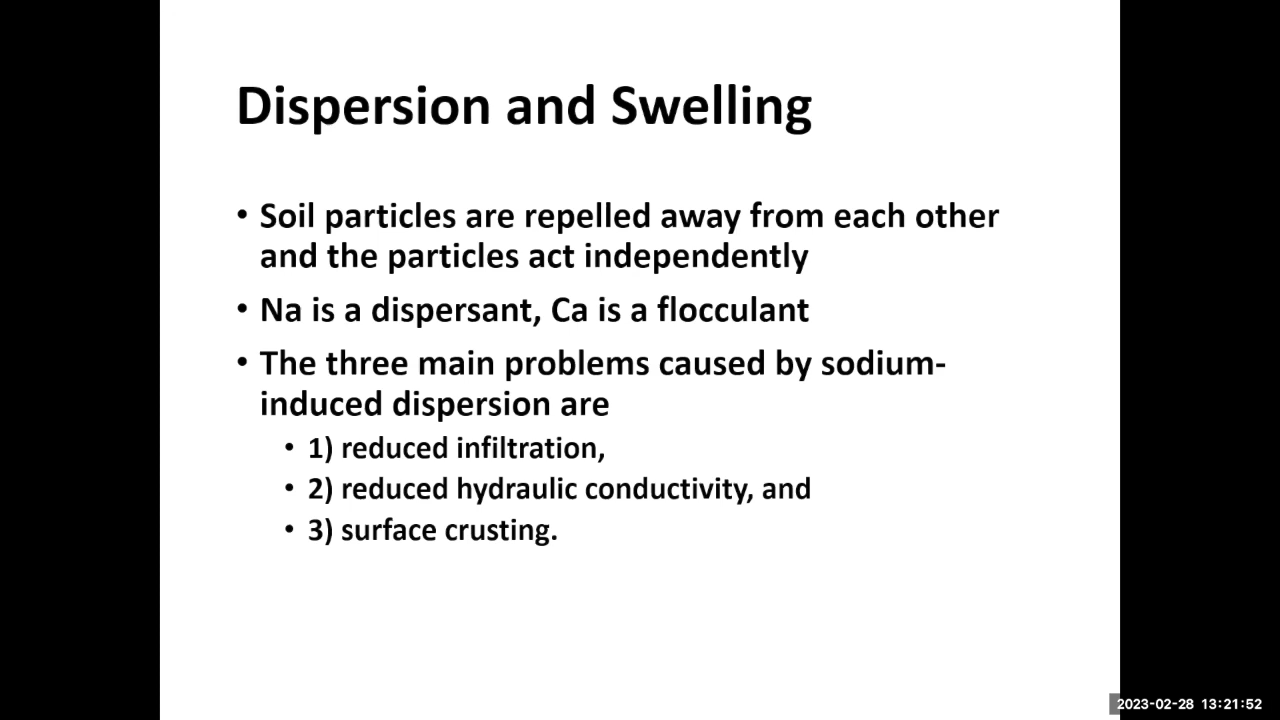 Dispersion and Swelling
• Soil particles are repelled away from each other
and the particles act independently
• Na is a dispersant, Ca is a flocculant
• The three main problems caused by sodium-
induced dispersion are
• 1) reduced infiltration,
• 2) reduced hydraulic conductivity, and
• 3) surface crusting.
2023-02-28 13:21:52